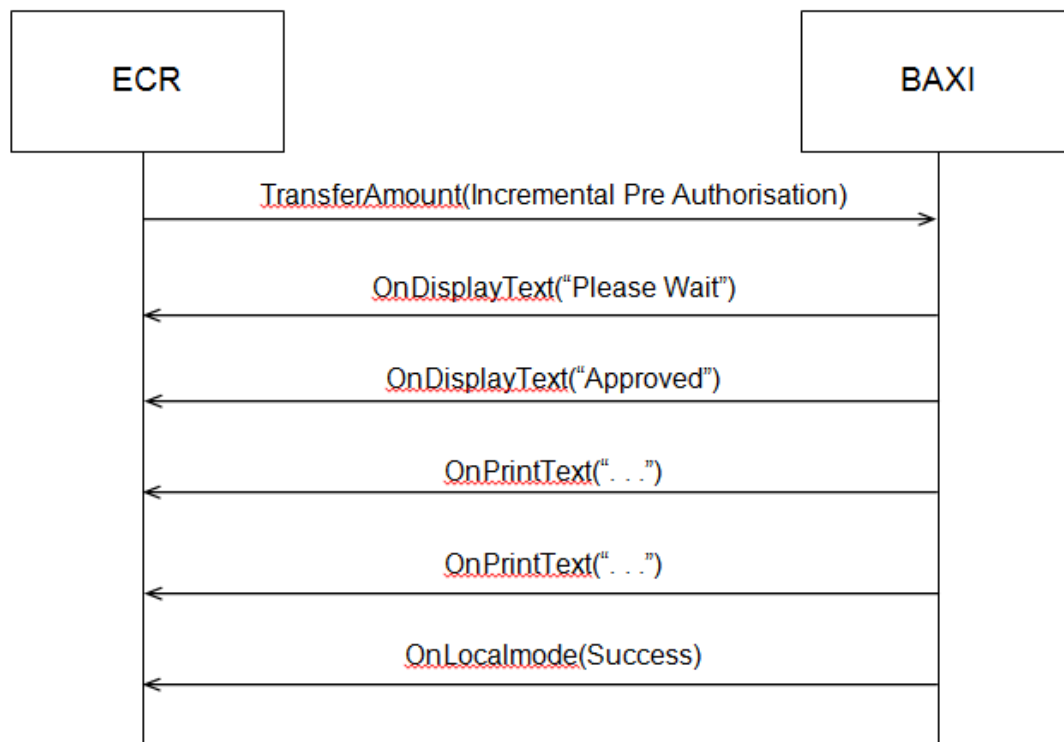 ECR
BAXI
TransferAmount(Incremental Pre Authorisation)
OnDisplayText(“Please Wait”)
OnDisplayText(“Approved”)
OnPrintText(“. . .”)
OnPrintText(“. . .”)
OnLocalmode(Success)